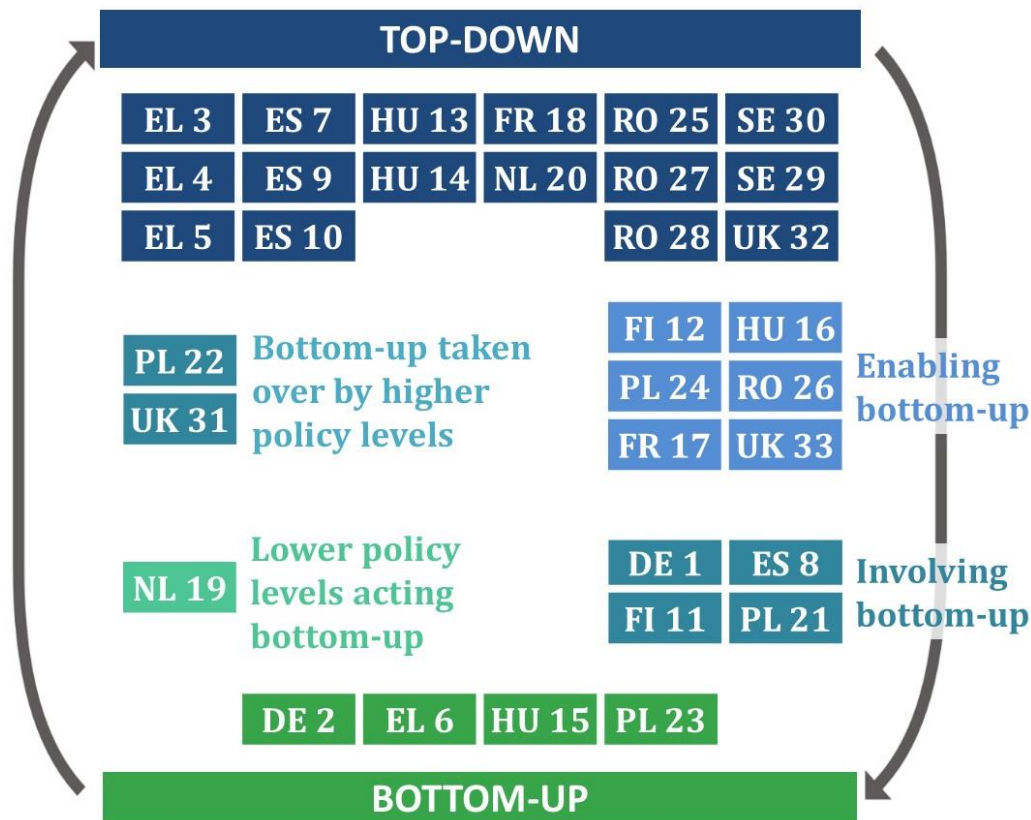 TOP-DOWN
EL 3 ES 7 HU 13 FR 18 RO 25 SE 30
EL 4 ES 9 HU 14 NL 20 RO 27 SE 29
EL 5 ES 10 RO 28 UK 32
PL 22
UK 31
Bottom-up taken
over by higher
policy levels
FI 12 HU 16
PL 24 RO 26
FR 17 UK 33
Enabling
bottom-up
NL 19
Lower policy
levels acting
bottom-up
DE 1 ES 8
FI 11 PL 21
Involving
bottom-up
DE 2 EL 6 HU 15 PL 23
BOTTOM-UP